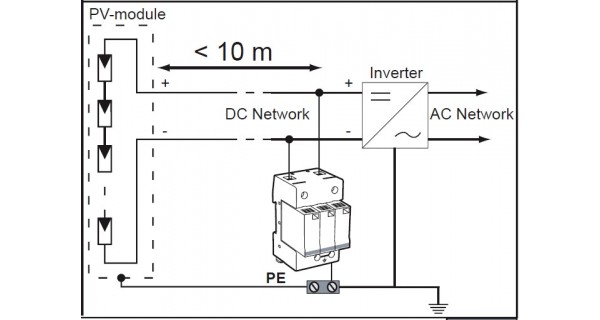 PV-module
< 10 m
Inverter
+ +
DC Network
AC Network
- -
PE